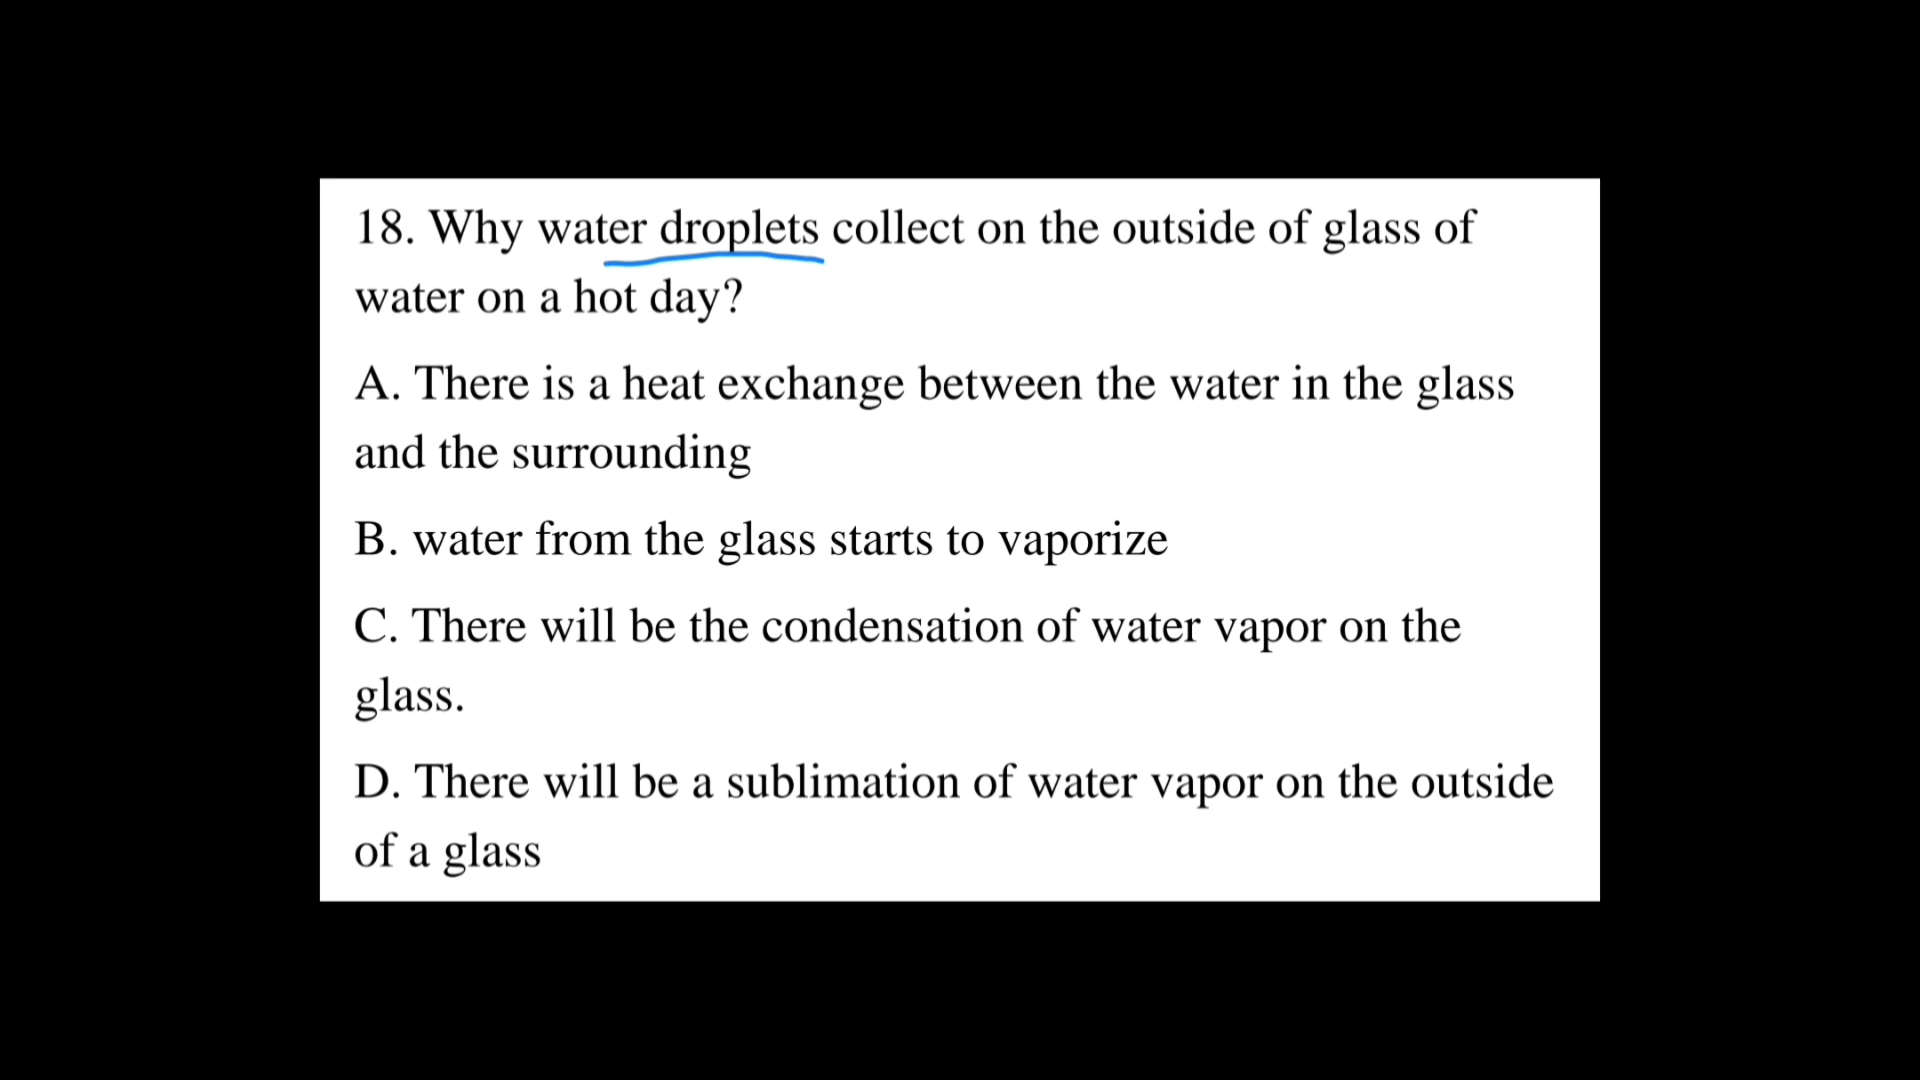 18. Why water droplets collect on the outside of glass of
water on a hot day?
A. There is a heat exchange between the water in the glass
and the surrounding
B. water from the glass starts to vaporize
C. There will be the condensation of water vapor on the
glass.
D. There will be a sublimation of water vapor on the outside
of a glass